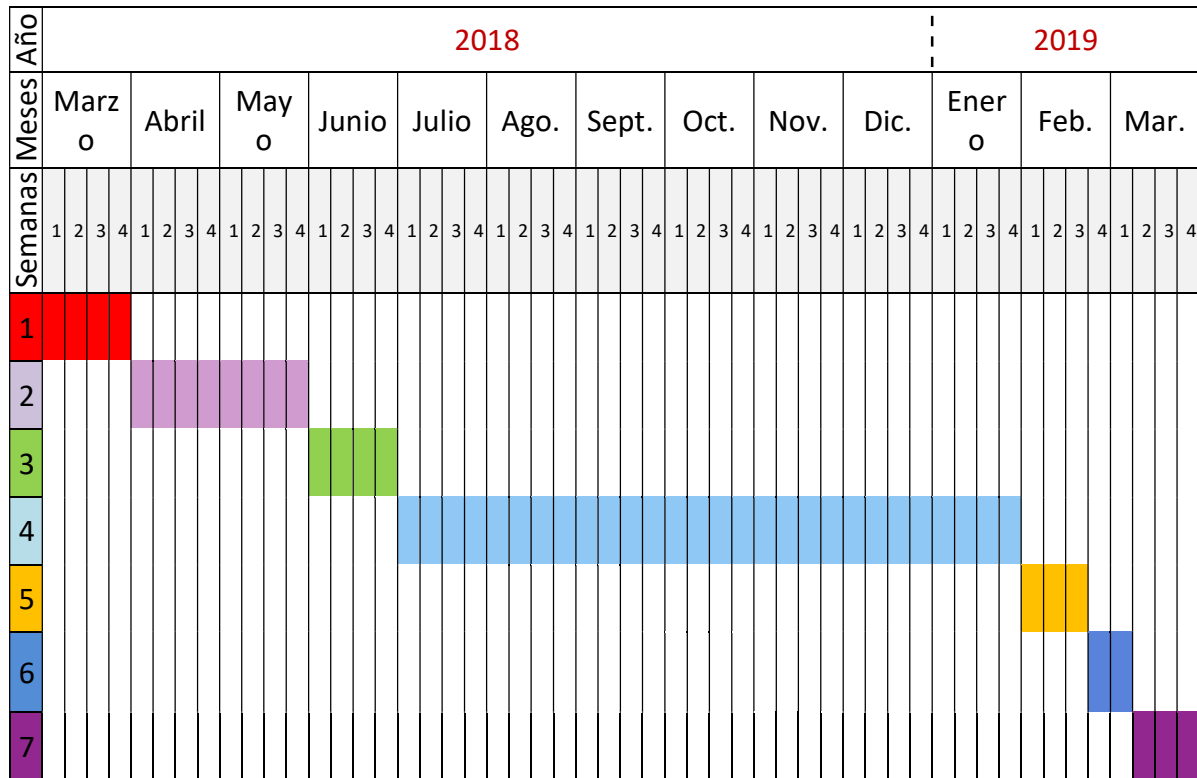 Año 2018 2019
Meses Marz o Abril May o Junio Julio Ago. Sept. Oct. Nov. Dic. Ener o Feb. Mar.
Semanas 1 2 3 4 1 2 3 4 1 2 3 4 1 2 3 4 1 2 3 4 1 2 3 4 1 2 3 4 1 2 3 4 1 2 3 4 1 2 3 4 1 2 3 4 1 2 3 4 1 2 3 4
1
2
3
4
5
6
7